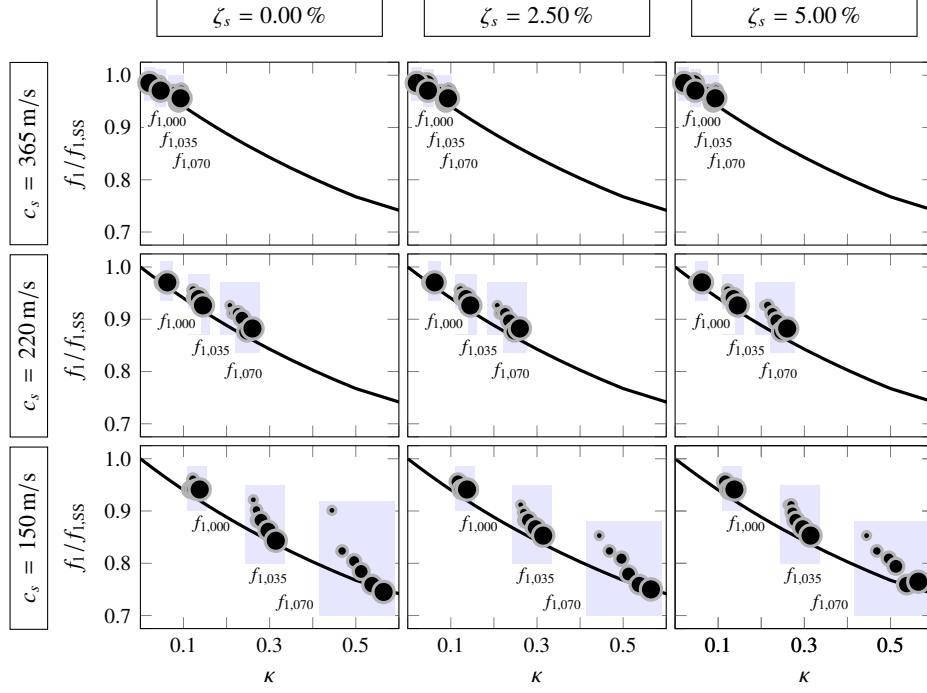 ζs = 0.00 %
ζs = 2.50 %
ζs = 5.00 %
cs = 365 m/s
f1/f1,ss
1.0
0.9
0.8
0.7
f1,000
f1,035
f1,070
f1,000
f1,035
f1,070
f1,000
f1,035
f1,070
cs = 220 m/s
f1/f1,ss
1.0
0.9
0.8
0.7
f1,000
f1,035
f1,070
f1,000
f1,035
f1,070
f1,000
f1,035
f1,070
cs = 150 m/s
f1/f1,ss
1.0
0.9
0.8
0.7
f1,000
f1,035
f1,070
f1,000
f1,035
f1,070
f1,000
f1,035
f1,070
0.1 0.3 0.5
0.1 0.3 0.5
0.1 0.3 0.5
κ
κ
κ